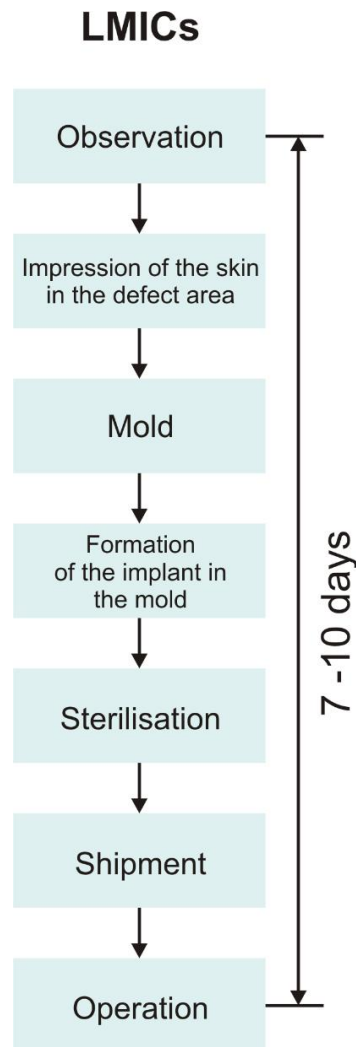 LMICs
Observation
Impression of the skin
in the defect area
Mold
Formation
of the implant in
the mold
Sterilisation
Shipment
Operation
7 -10 days